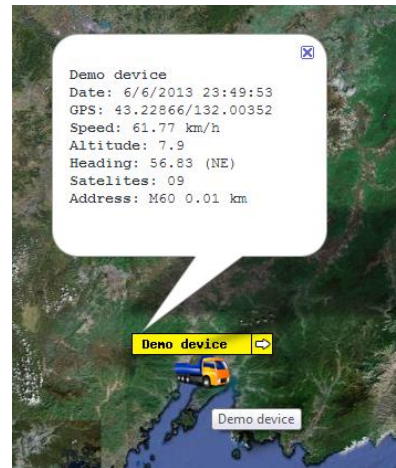 Demo device
Date: 6/6/2013 23:49:53
GPS: 43.22866/132.00352
Speed: 61.77 km/h
Altitude: 7.9
Heading: 56.83 (NE)
Satelites: 09
Address: M60 0.01 km
Demo device
Demo device